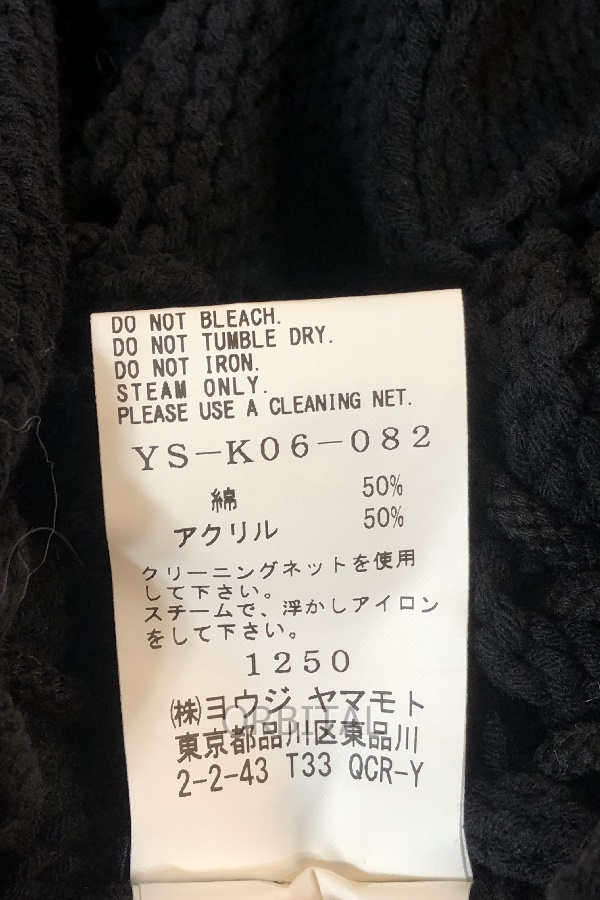 DO NOT BLEACH.
DO NOT TUMBLE DRY.
DO NOT IRON.
STEAM ONLY.
PLEASE USE A CLEANING NET.
YS-K06-082
綿 50%
アクリル 50%
クリーニングネットを使用
して下さい。
スチームで、浮かしアイロン
をして下さい。
1250
㈱ヨウジ ヤマモト
ORBITAL
東京都品川区東品川
2-2-43 T33 QCR-Y